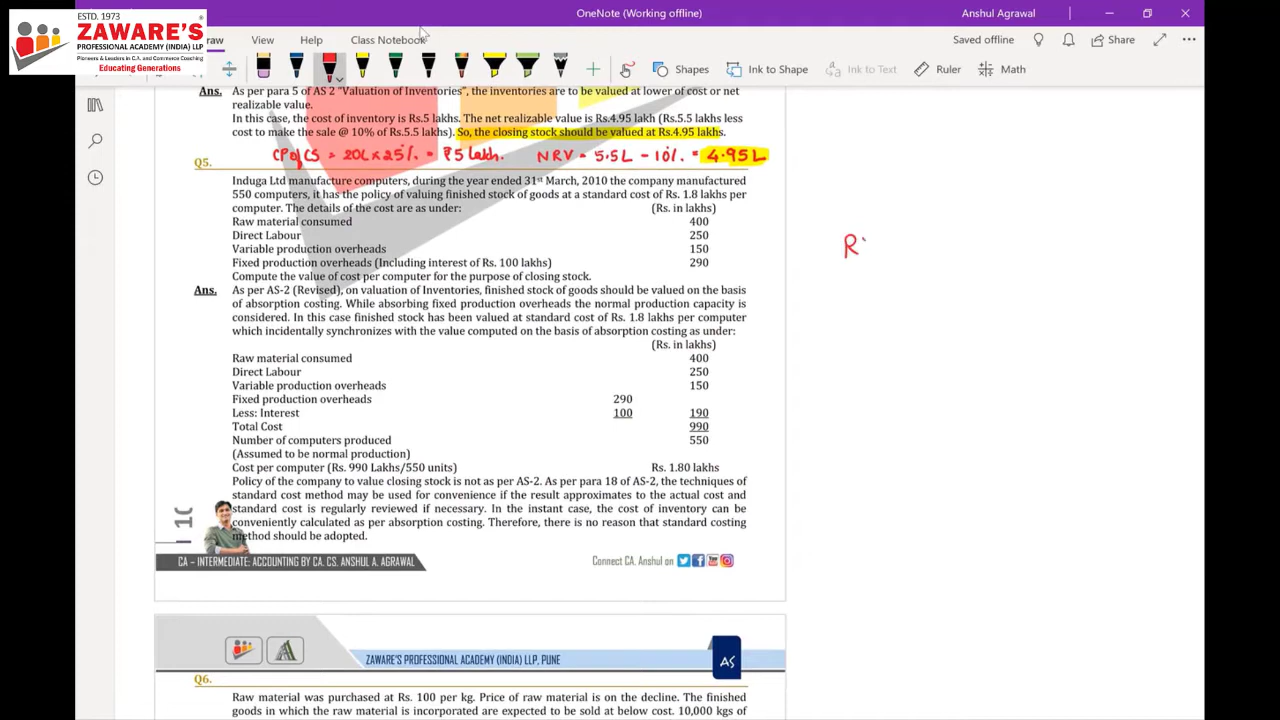 ESTD. 1973
ZAWARE'S
PROFESSIONAL ACADEMY (INDIA) LLP
Pioneers & Leaders in C.A. and Commerce Coaching
Educating Generations
OneNote (Working offline)
Anshul Agrawal
raw View Help Class Notebook
Saved offline
Share
Shapes
Ink to Shape
Ink to Text
Ruler
Math
Ans. As per para 5 of AS 2 "Valuation of Inventories", the inventories are to be valued at lower of cost or net
realizable value.
In this case, the cost of inventory is Rs.5 lakhs. The net realizable value is Rs.4.95 lakh (Rs.5.5 lakhs less
cost to make the sale @ 10% of Rs.5.5 lakhs). So, the closing stock should be valued at Rs.4.95 lakhs.
CP of CS = 20L x 25% = ₹5 lakh. NRV = 5.5L - 10% = 4.95L
Q5.
Induga Ltd manufacture computers, during the year ended 31st March, 2010 the company manufactured
550 computers, it has the policy of valuing finished stock of goods at a standard cost of Rs. 1.8 lakhs per
computer. The details of the cost are as under: (Rs. in lakhs)
Raw material consumed 400
Direct Labour 250
Variable production overheads 150
Fixed production overheads (Including interest of Rs. 100 lakhs) 290
Compute the value of cost per computer for the purpose of closing stock.
R
Ans. As per AS-2 (Revised), on valuation of Inventories, finished stock of goods should be valued on the basis
of absorption costing. While absorbing fixed production overheads the normal production capacity is
considered. In this case finished stock has been valued at standard cost of Rs. 1.8 lakhs per computer
which incidentally synchronizes with the value computed on the basis of absorption costing as under:
(Rs. in lakhs)
Raw material consumed 400
Direct Labour 250
Variable production overheads 150
Fixed production overheads 290
Less: Interest 100 190
Total Cost 990
Number of computers produced 550
(Assumed to be normal production)
Cost per computer (Rs. 990 Lakhs/550 units) Rs. 1.80 lakhs
Policy of the company to value closing stock is not as per AS-2. As per para 18 of AS-2, the techniques of
standard cost method may be used for convenience if the result approximates to the actual cost and
standard cost is regularly reviewed if necessary. In the instant case, the cost of inventory can be
conveniently calculated as per absorption costing. Therefore, there is no reason that standard costing
method should be adopted.
CA – INTERMEDIATE: ACCOUNTING BY CA. CS. ANSHUL A. AGRAWAL
Connect CA. Anshul on
ZAWARE'S PROFESSIONAL ACADEMY (INDIA) LLP, PUNE
AS
Q6.
Raw material was purchased at Rs. 100 per kg. Price of raw material is on the decline. The finished
goods in which the raw material is incorporated are expected to be sold at below cost. 10,000 kgs of